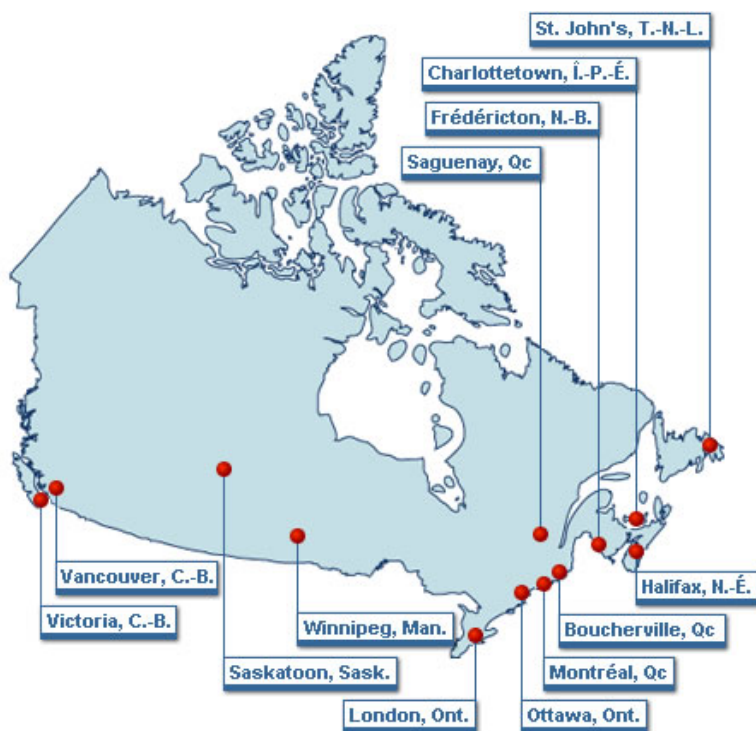 St. John's, T.-N.-L.
Charlottetown, Î.-P.-É.
Frédéricton, N.-B.
Saguenay, Qc
Vancouver, C.-B.
Halifax, N.-É.
Victoria, C.-B.
Winnipeg, Man.
Boucherville, Qc
Saskatoon, Sask.
Montréal, Qc
London, Ont.
Ottawa, Ont.